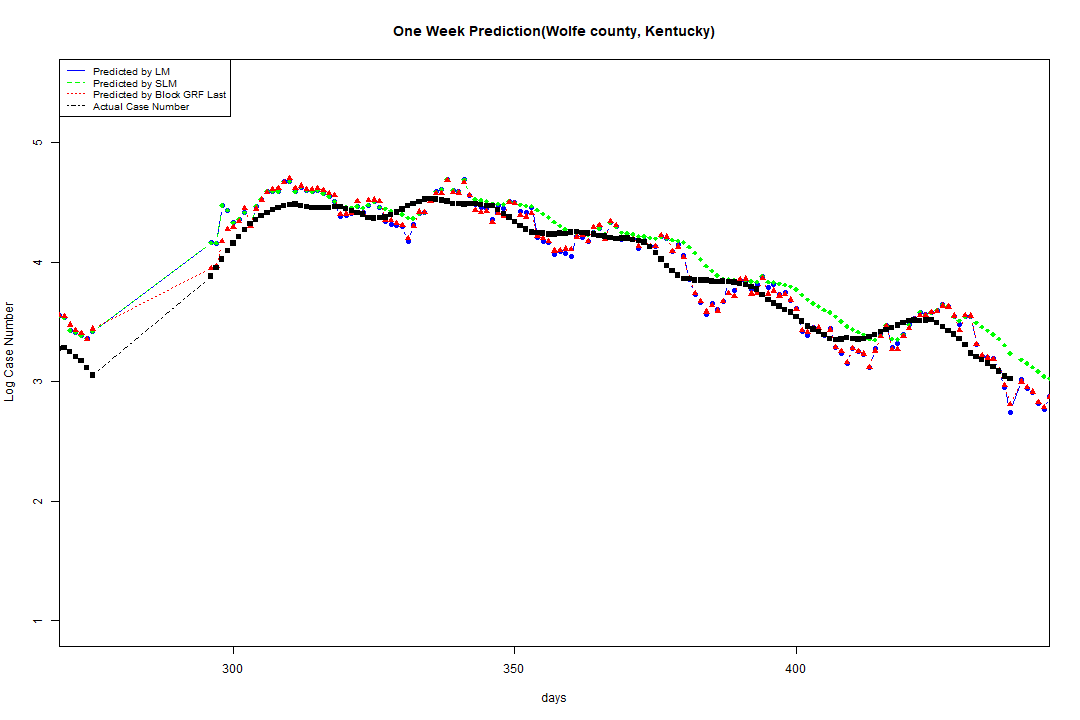 One Week Prediction(Wolfe county, Kentucky)
Predicted by LM
Predicted by SLM
Predicted by Block GRF Last
Actual Case Number
Log Case Number
5
4
3
2
1
300 350 400
days